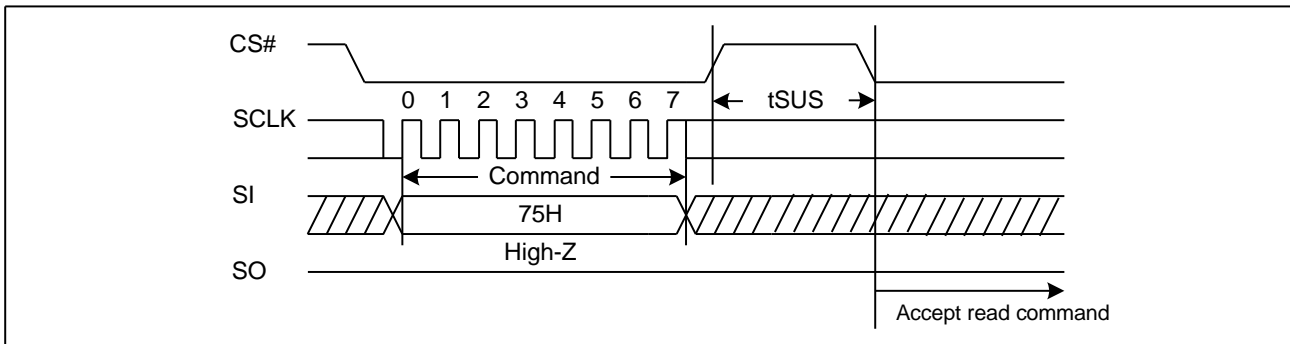 CS#
tSUS
0 1 2 3 4 5 6 7
SCLK
Command
SI
75H
High-Z
SO
Accept read command